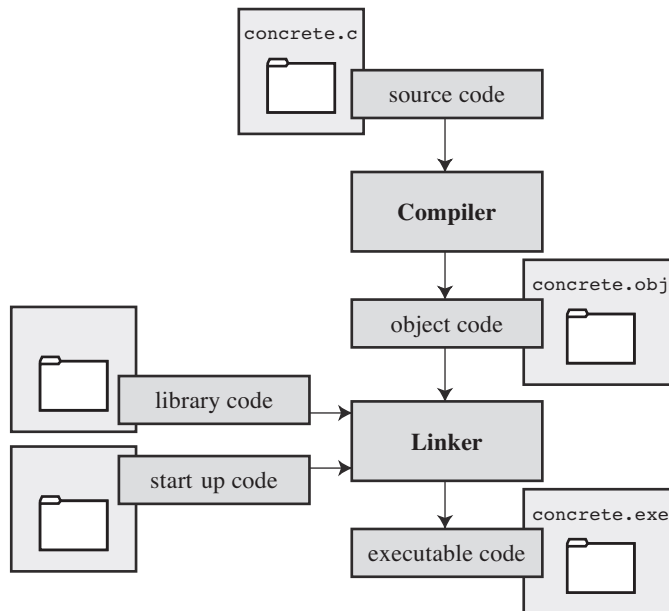 concrete.c
source code
Compiler
concrete.obj
object code
library code
Linker
start up code
concrete.exe
executable code